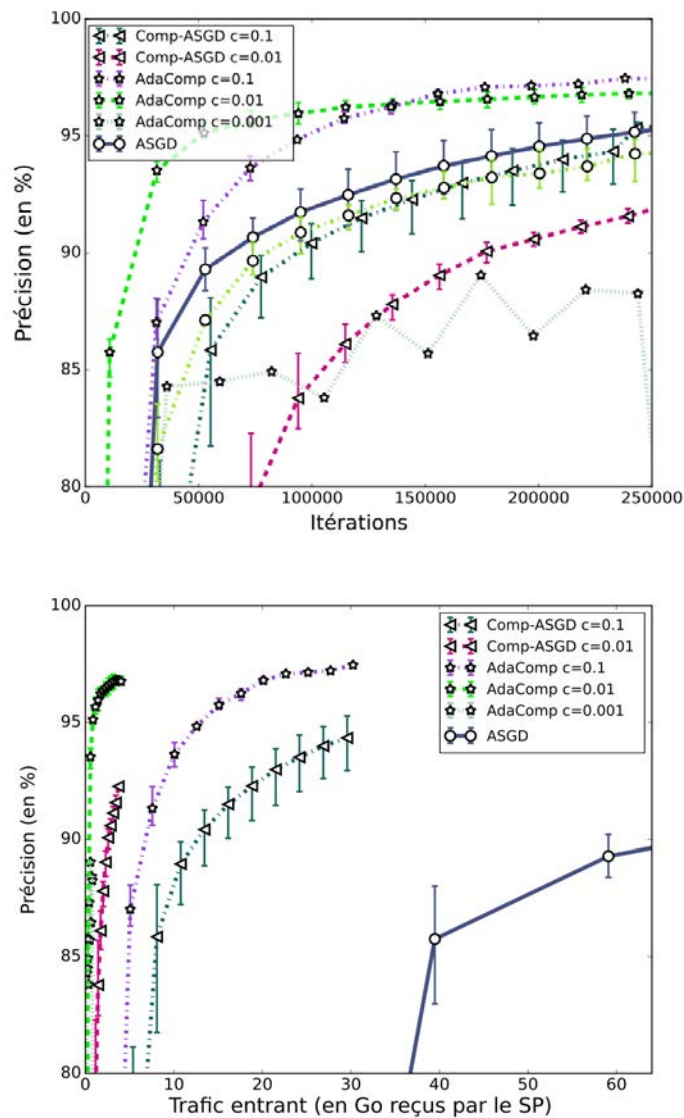 100
95
90
85
80
Précision (en %)
Comp-ASGD c=0.1
Comp-ASGD c=0.01
AdaComp c=0.1
AdaComp c=0.01
AdaComp c=0.001
ASGD
0 50000 100000 150000 200000 250000
Itérations
100
95
90
85
80
Précision (en %)
Comp-ASGD c=0.1
Comp-ASGD c=0.01
AdaComp c=0.1
AdaComp c=0.01
AdaComp c=0.001
ASGD
0 10 20 30 40 50 60
Trafic entrant (en Go reçus par le SP)